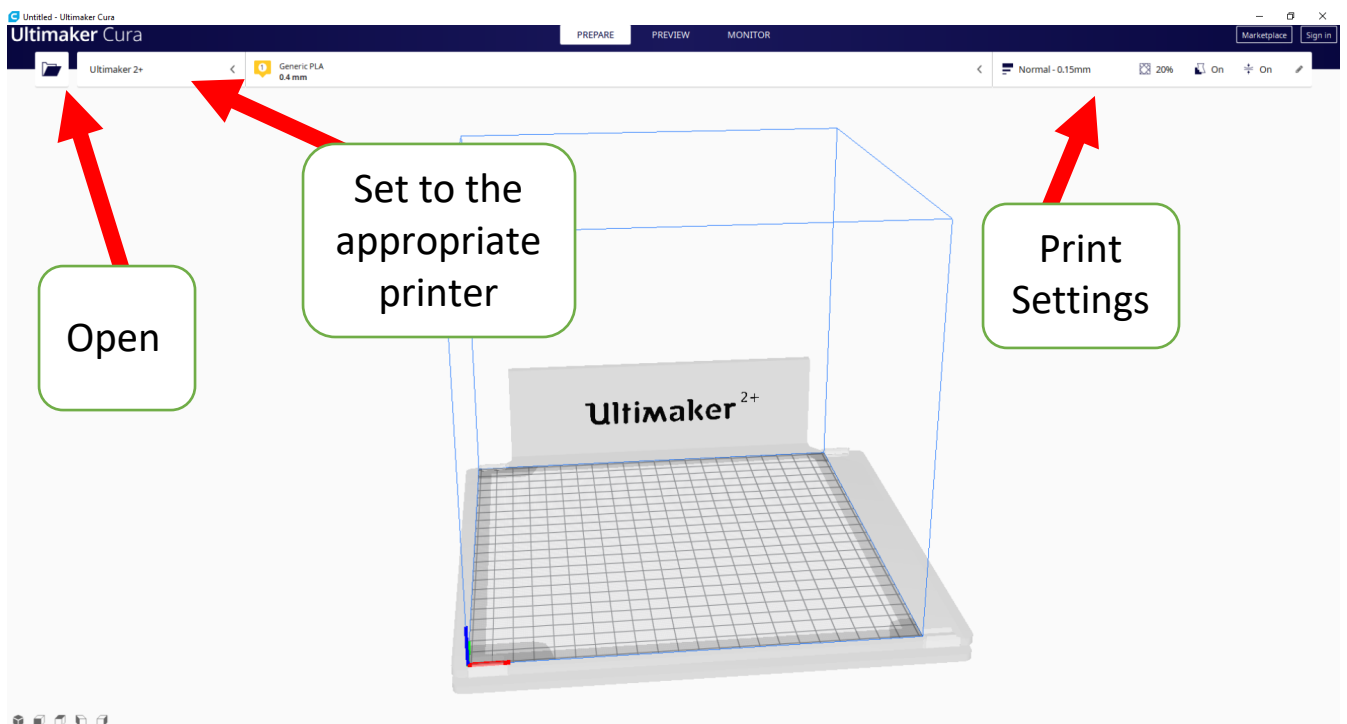 Untitled - Ultimaker Cura
Ultimaker Cura
PREPARE PREVIEW MONITOR
Marketplace Sign in
Ultimaker 2+
1 Generic PLA
0.4 mm
Normal - 0.15mm 20% On On
Set to the
appropriate
printer
Print
Settings
Open
Ultimaker 2+